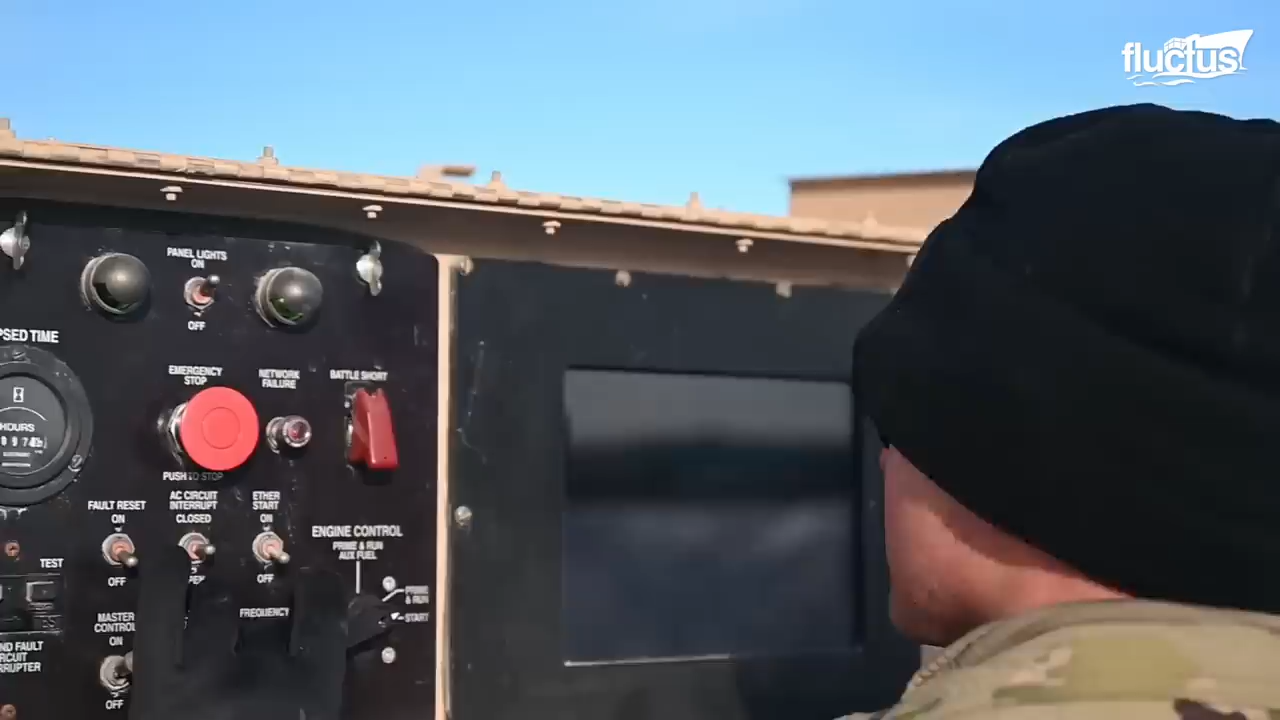 fluctus
PANEL LIGHTS
ON
OFF
PSED TIME
HOURS
EMERGENCY
STOP
PUSH TO STOP
NETWORK
FAILURE
BATTLE SHORT
FAULT RESET
ON
OFF
AC CIRCUIT
INTERRUPT
CLOSED
ETHER
START
ON
OFF
ENGINE CONTROL
PRIME & RUN
AUX FUEL
PRIME
& RUN
START
TEST
FREQUENCY
MASTER
CONTROL
ON
OFF
ND FAULT
RCUIT
RRUPTER